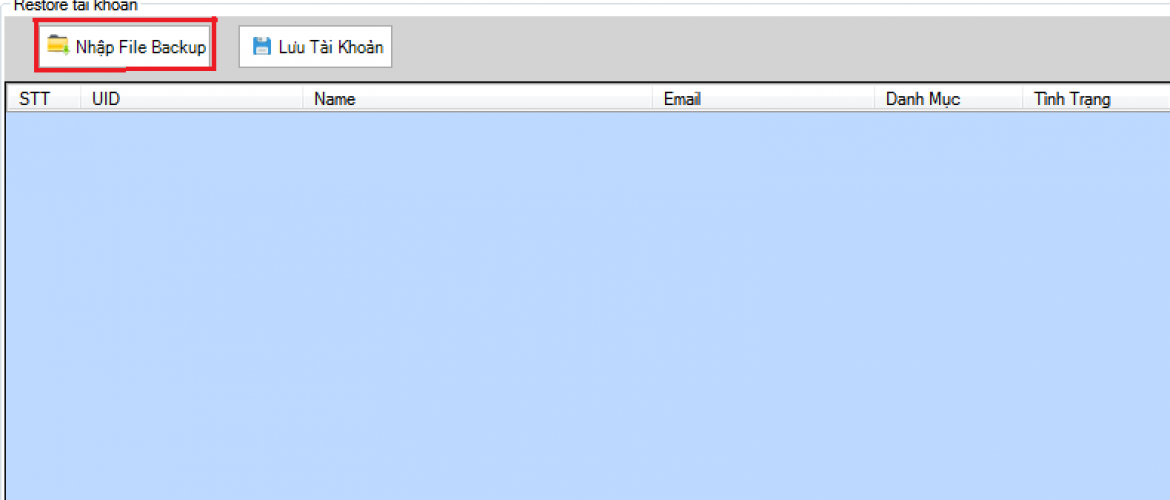 Restore tài khoản
Nhập File Backup Lưu Tài Khoản
STT UID Name Email Danh Mục Tình Trạng